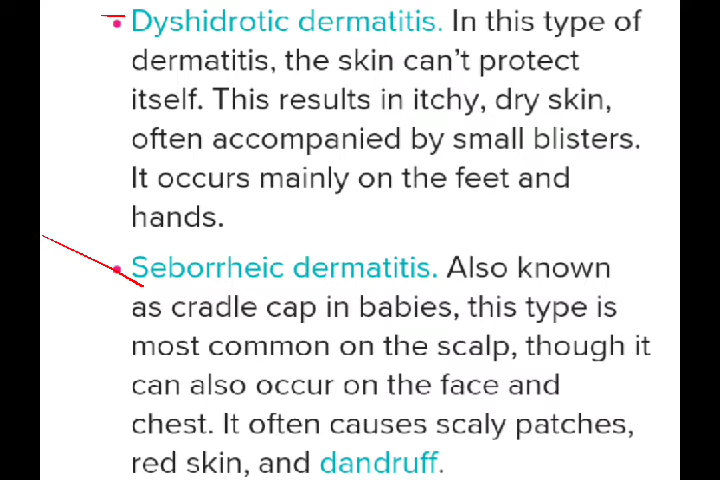 • Dyshidrotic dermatitis. In this type of
dermatitis, the skin can’t protect
itself. This results in itchy, dry skin,
often accompanied by small blisters.
It occurs mainly on the feet and
hands.
• Seborrheic dermatitis. Also known
as cradle cap in babies, this type is
most common on the scalp, though it
can also occur on the face and
chest. It often causes scaly patches,
red skin, and dandruff.